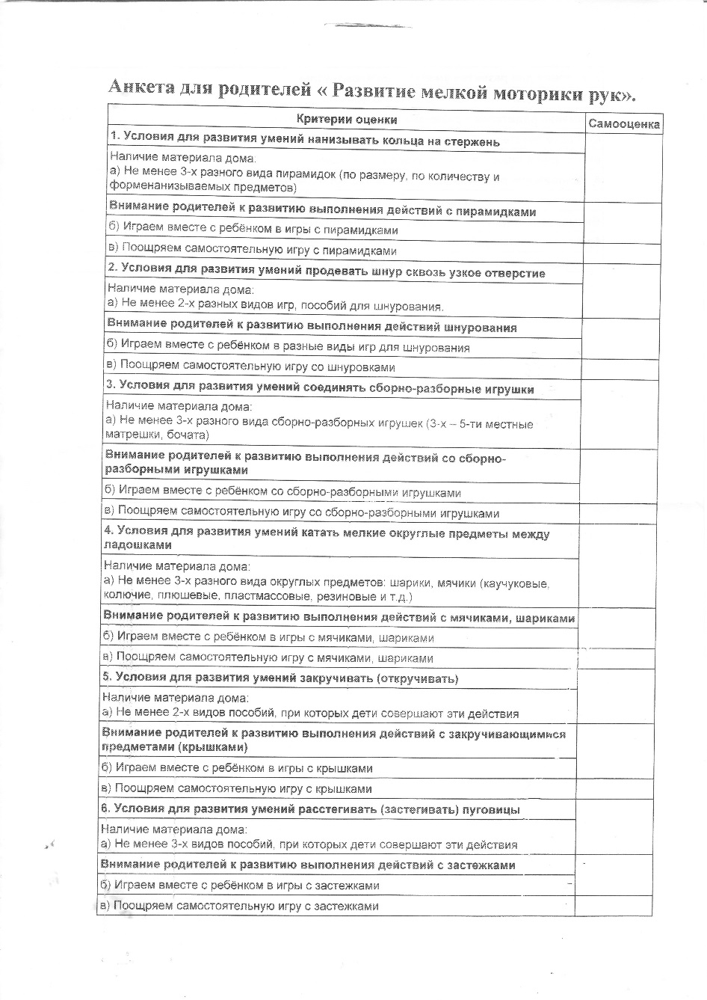 Анкета для родителей « Развитие мелкой моторики рук».
Критерии оценки
Самооценка
1. Условия для развития умений нанизывать кольца на стержень
Наличие материала дома:
а) Не менее 3-х разного вида пирамидок (по размеру, по количеству и
форменанизываемых предметов)
Внимание родителей к развитию выполнения действий с пирамидками
б) Играем вместе с ребёнком в игры с пирамидками
в) Поощряем самостоятельную игру с пирамидками
2. Условия для развития умений продевать шнур сквозь узкое отверстие
Наличие материала дома:
а) Не менее 2-х разных видов игр, пособий для шнурования.
Внимание родителей к развитию выполнения действий шнурования
б) Играем вместе с ребёнком в разные виды игр для шнурования
в) Поощряем самостоятельную игру со шнуровками
3. Условия для развития умений соединять сборно-разборные игрушки
Наличие материала дома:
а) Не менее 3-х разного вида сборно-разборных игрушек (3-х – 5-ти местные
матрешки, бочата)
Внимание родителей к развитию выполнения действий со сборно-
разборными игрушками
б) Играем вместе с ребёнком со сборно-разборными игрушками
в) Поощряем самостоятельную игру со сборно-разборными игрушками
4. Условия для развития умений катать мелкие округлые предметы между
ладошками
Наличие материала дома:
а) Не менее 3-х разного вида округлых предметов: шарики, мячики (каучуковые,
колючие, плюшевые, пластмассовые, резиновые и т.д.)
Внимание родителей к развитию выполнения действий с мячиками, шариками
б) Играем вместе с ребёнком в игры с мячиками, шариками
в) Поощряем самостоятельную игру с мячиками, шариками
5. Условия для развития умений закручивать (откручивать)
Наличие материала дома:
а) Не менее 2-х видов пособий, при которых дети совершают эти действия
Внимание родителей к развитию выполнения действий с закручивающимися
предметами (крышками)
б) Играем вместе с ребёнком в игры с крышками
в) Поощряем самостоятельную игру с крышками
6. Условия для развития умений расстегивать (застегивать) пуговицы
Наличие материала дома:
а) Не менее 3-х видов пособий, при которых дети совершают эти действия
Внимание родителей к развитию выполнения действий с застежками
б) Играем вместе с ребёнком в игры с застежками
в) Поощряем самостоятельную игру с застежками